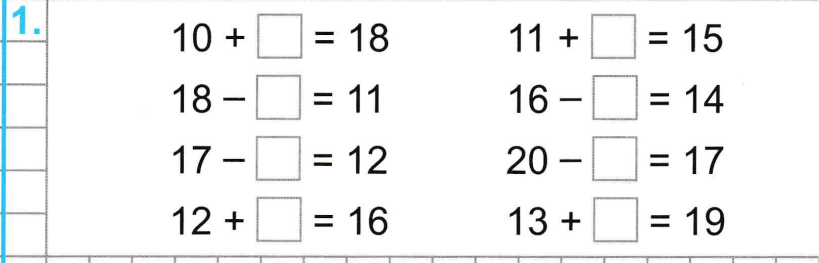 1.
10 + □ = 18 11 + □ = 15
18 – □ = 11 16 – □ = 14
17 – □ = 12 20 – □ = 17
12 + □ = 16 13 + □ = 19